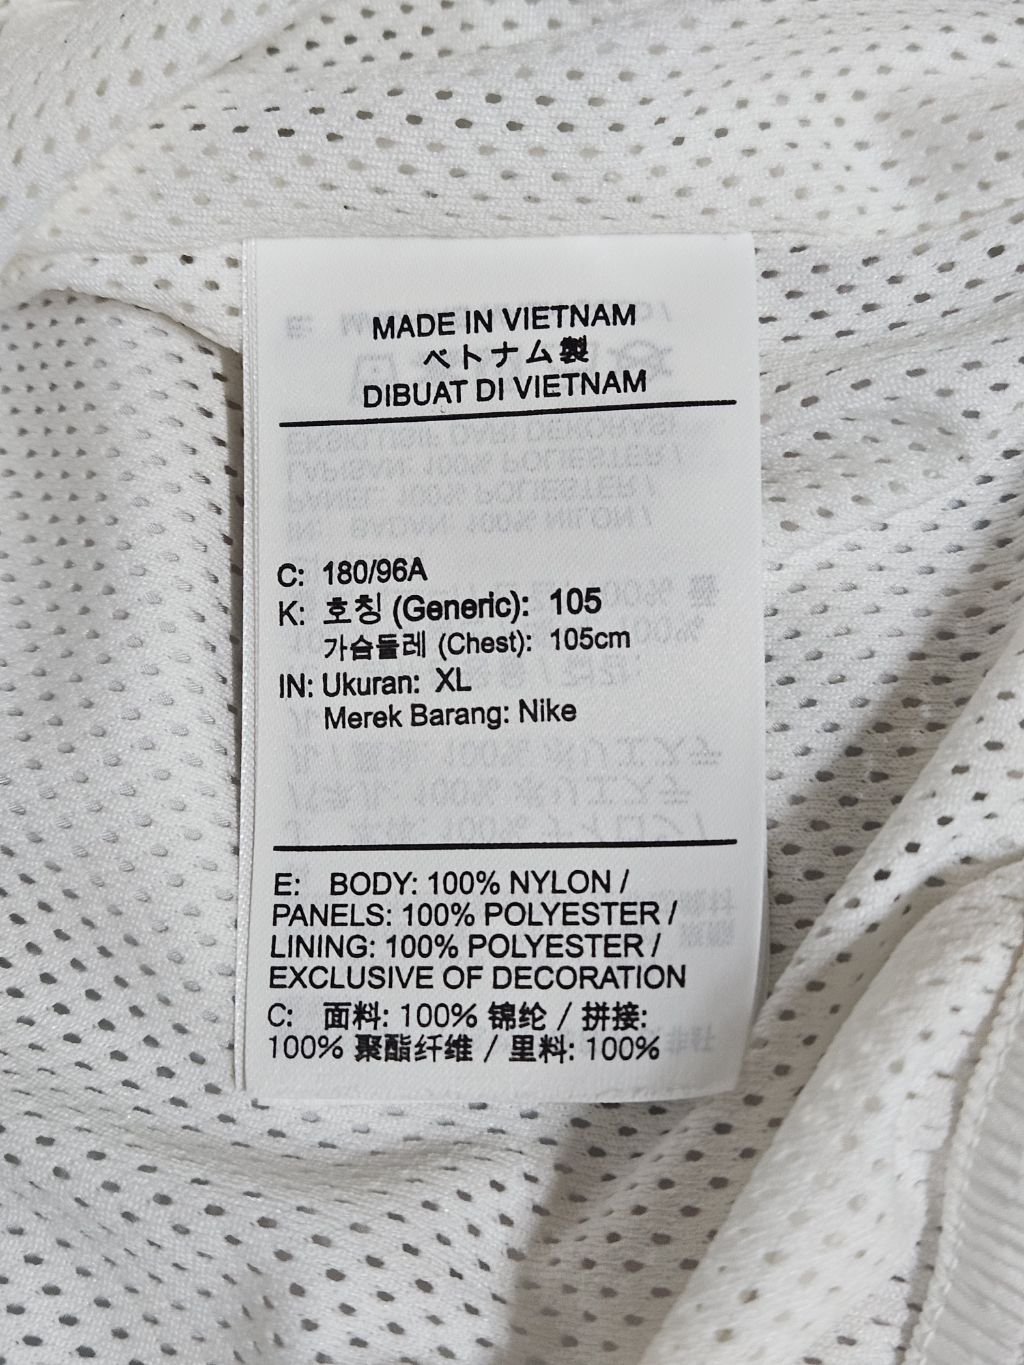 MADE IN VIETNAM
ベトナム製
DIBUAT DI VIETNAM
C: 180/96A
K: 호칭 (Generic): 105
가슴둘레 (Chest): 105cm
IN: Ukuran: XL
Merek Barang: Nike
E: BODY: 100% NYLON /
PANELS: 100% POLYESTER /
LINING: 100% POLYESTER /
EXCLUSIVE OF DECORATION
C: 面料: 100% 锦纶 / 拼接:
100% 聚酯纤维 / 里料: 100%